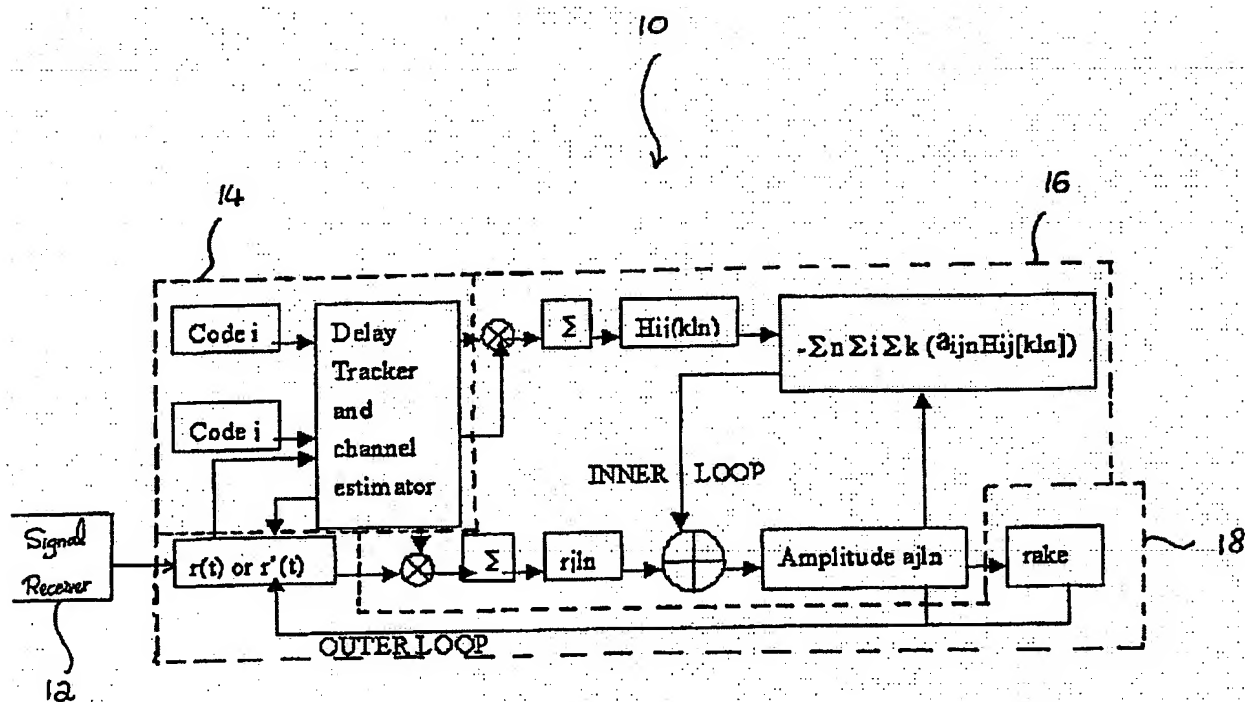 10
14
16
Code i
Delay
Tracker
and
channel
estimator
Σ
Hij(kln)
-Σn Σi Σk (aijnHij[kln])
Code j
INNER LOOP
Signal
Receiver
r(t) or r'(t)
Σ
rjln
Amplitude ajln
rake
18
OUTER LOOP
12